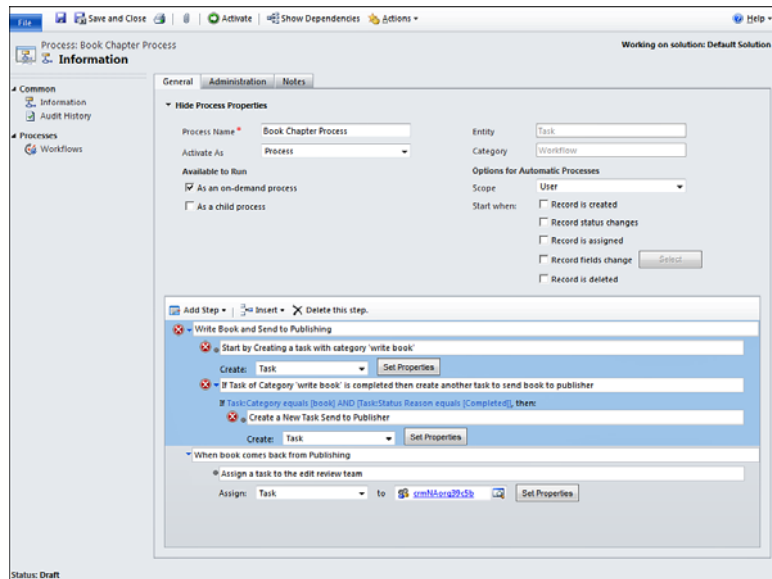 File Save and Close Activate Show Dependencies Actions Help
Process: Book Chapter Process
Information
Working on solution: Default Solution
Common
Information
Audit History
Processes
Workflows
General Administration Notes
Hide Process Properties
Process Name * Book Chapter Process
Entity Task
Activate As Process
Category Workflow
Available to Run
Options for Automatic Processes
As an on-demand process
Scope User
As a child process
Start when: Record is created
Record status changes
Record is assigned
Record fields change Select
Record is deleted
Add Step Insert Delete this step.
Write Book and Send to Publishing
Start by Creating a task with category 'write book'
Create: Task Set Properties
If Task of Category 'write book' is completed then create another task to send book to publisher
If Task:Category equals [book] AND [Task:Status Reason equals [Completed]], then:
Create a New Task Send to Publisher
Create: Task Set Properties
When book comes back from Publishing
Assign a task to the edit review team
Assign: Task to crmNAorg39c5b Set Properties
Status: Draft